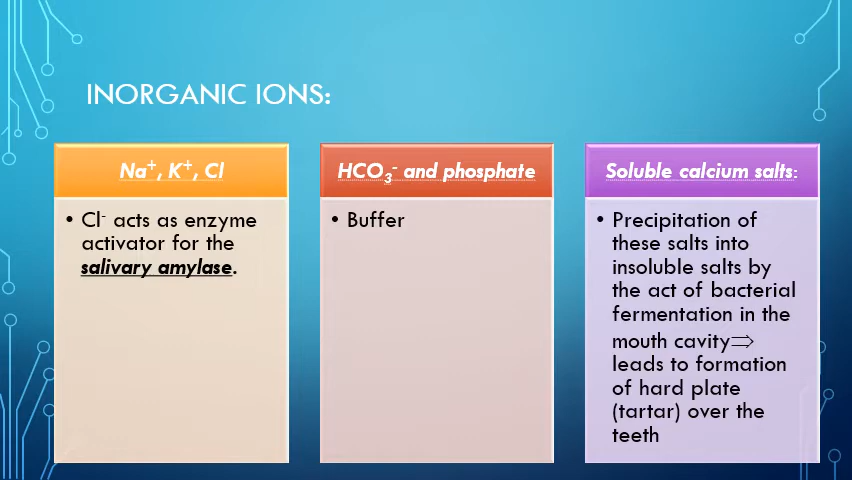 INORGANIC IONS:
Na⁺, K⁺, Cl
• Cl⁻ acts as enzyme
activator for the
salivary amylase.
HCO₃⁻ and phosphate
• Buffer
Soluble calcium salts:
• Precipitation of
these salts into
insoluble salts by
the act of bacterial
fermentation in the
mouth cavity⇒
leads to formation
of hard plate
(tartar) over the
teeth